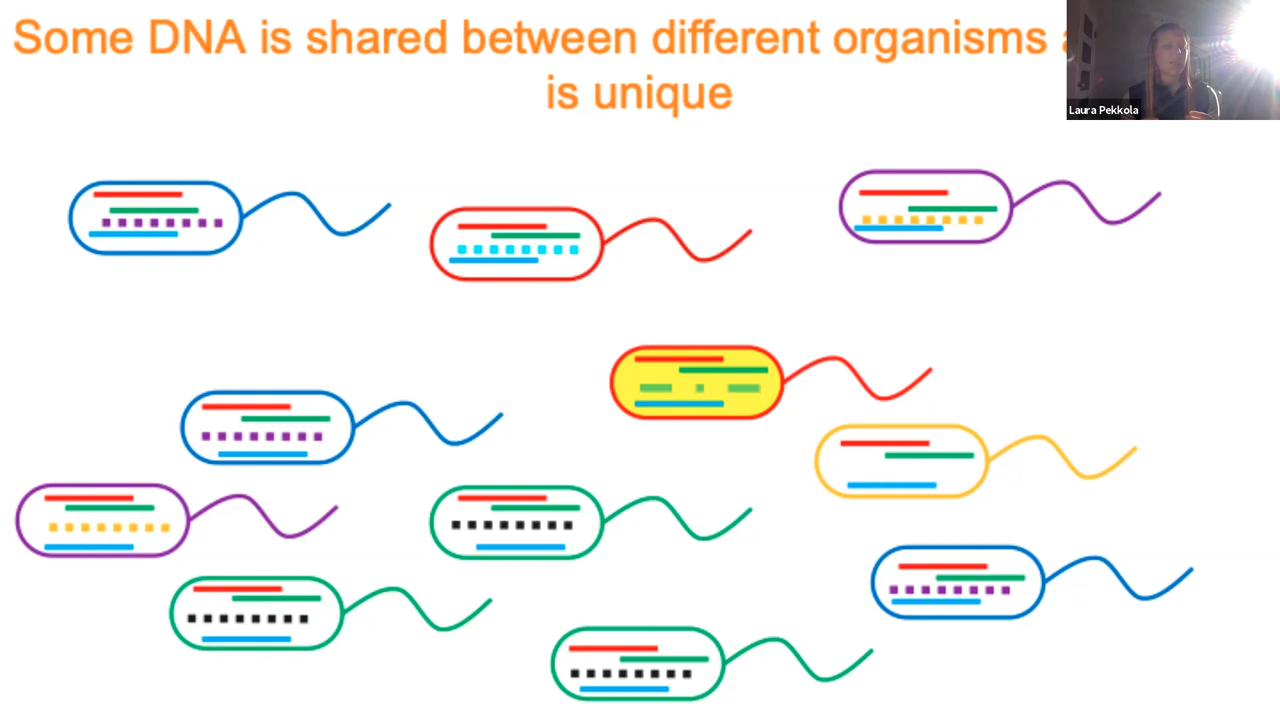 Some DNA is shared between different organisms
is unique
Laura Pekkola